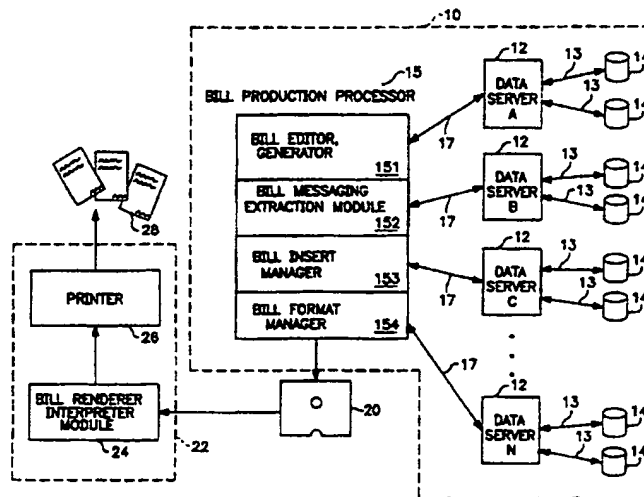 10
15
BILL PRODUCTION PROCESSOR
BILL EDITOR,
GENERATOR
151
BILL MESSAGING
EXTRACTION MODULE
152
BILL INSERT
MANAGER
153
BILL FORMAT
MANAGER
154
17
17
17
17
12
DATA
SERVER
A
13
13
14
14
12
DATA
SERVER
B
13
13
14
14
12
DATA
SERVER
C
13
13
14
14
12
DATA
SERVER
N
13
13
14
14
28
PRINTER
26
BILL RENDERER
INTERPRETER
MODULE
24
22
20